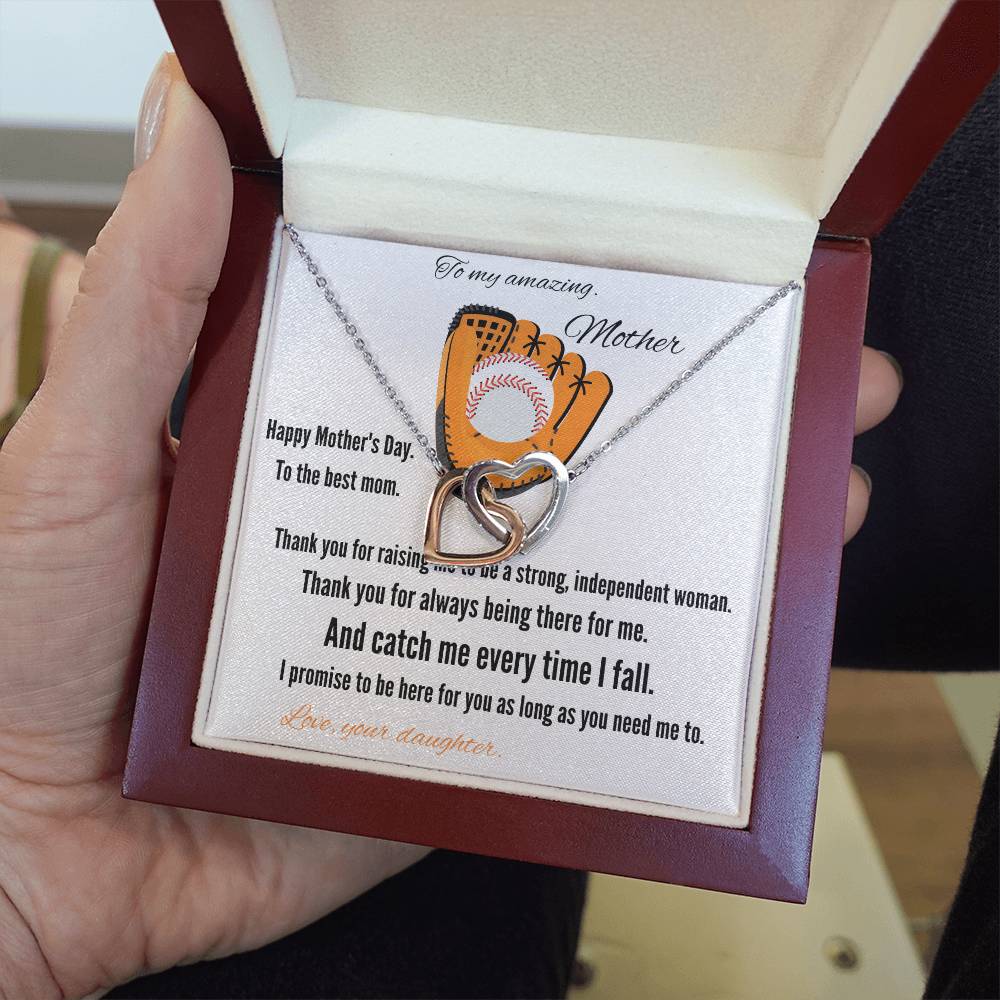 To my amazing.
Mother
Happy Mother's Day.
To the best mom.
Thank you for raising me to be a strong, independent woman.
Thank you for always being there for me.
And catch me every time I fall.
I promise to be here for you as long as you need me to.
Love, your daughter.